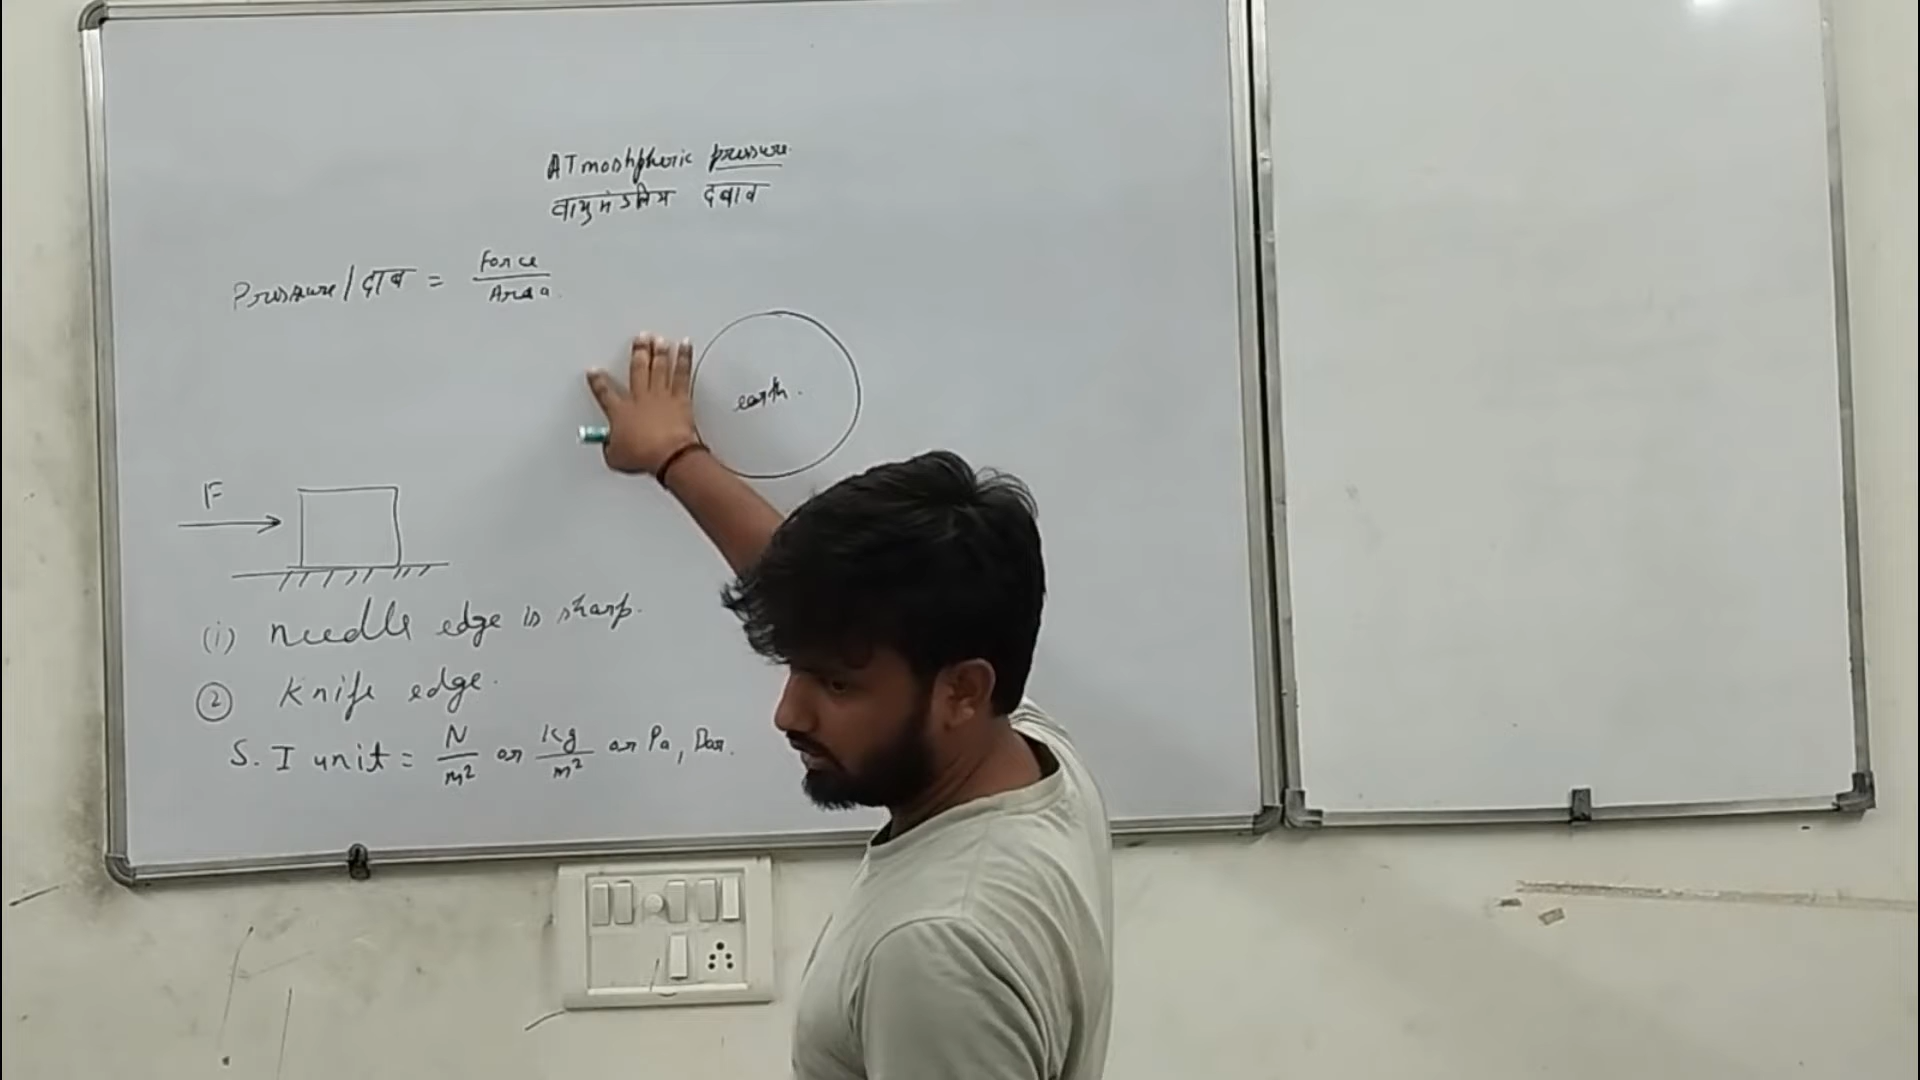 ATmoshpheric pressure.
वायुमंडलिय दबाव
Pressure/दाब = Force/Area.
earth.
F
(i) needle edge is sharp.
② Knife edge.
S.I unit = N/m² or Kg/m² or Pa, Bar.